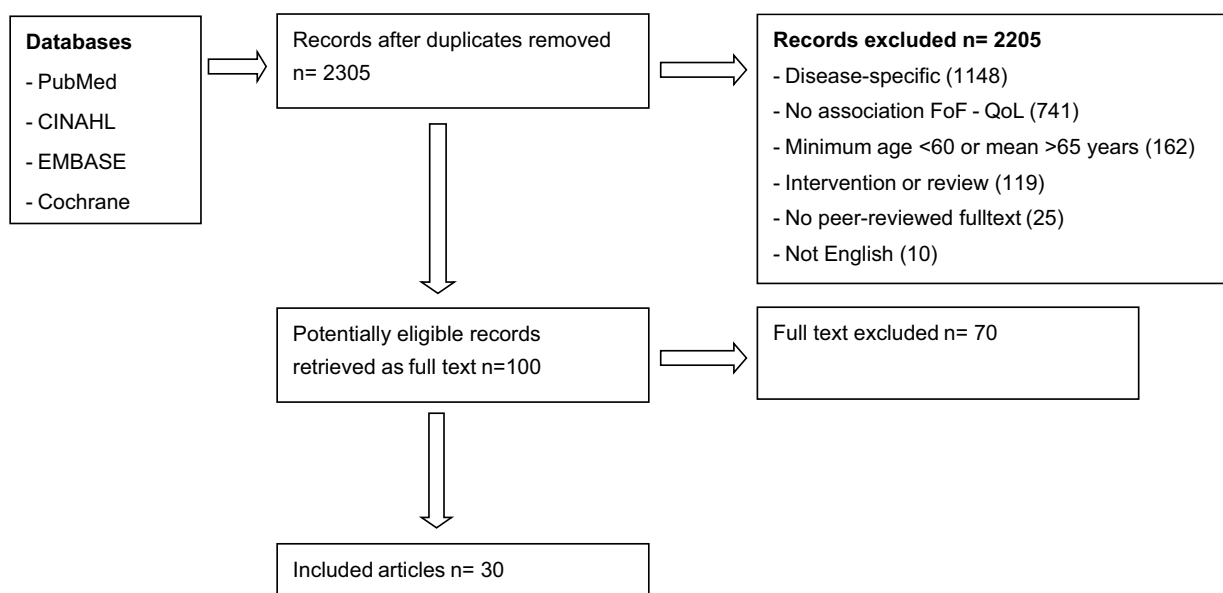 Databases
- PubMed
- CINAHL
- EMBASE
- Cochrane
Records after duplicates removed
n= 2305
Records excluded n= 2205
- Disease-specific (1148)
- No association FoF - QoL (741)
- Minimum age <60 or mean >65 years (162)
- Intervention or review (119)
- No peer-reviewed fulltext (25)
- Not English (10)
Potentially eligible records
retrieved as full text n=100
Full text excluded n= 70
Included articles n= 30